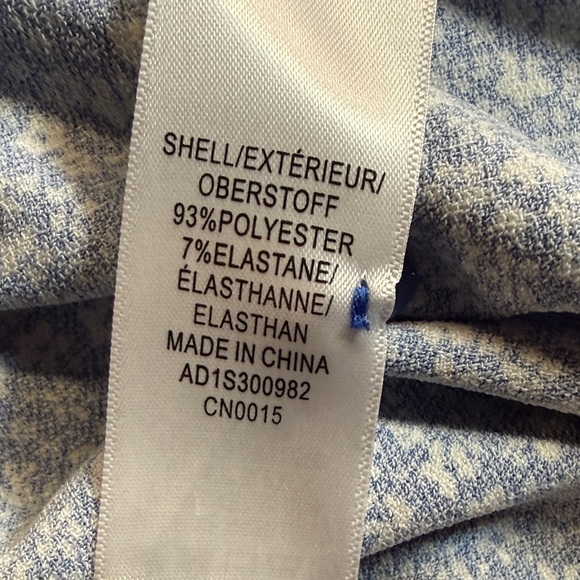 SHELL/EXTÉRIEUR/
OBERSTOFF
93%POLYESTER
7%ELASTANE/
ÉLASTHANNE/
ELASTHAN
MADE IN CHINA
AD1S300982
CN0015